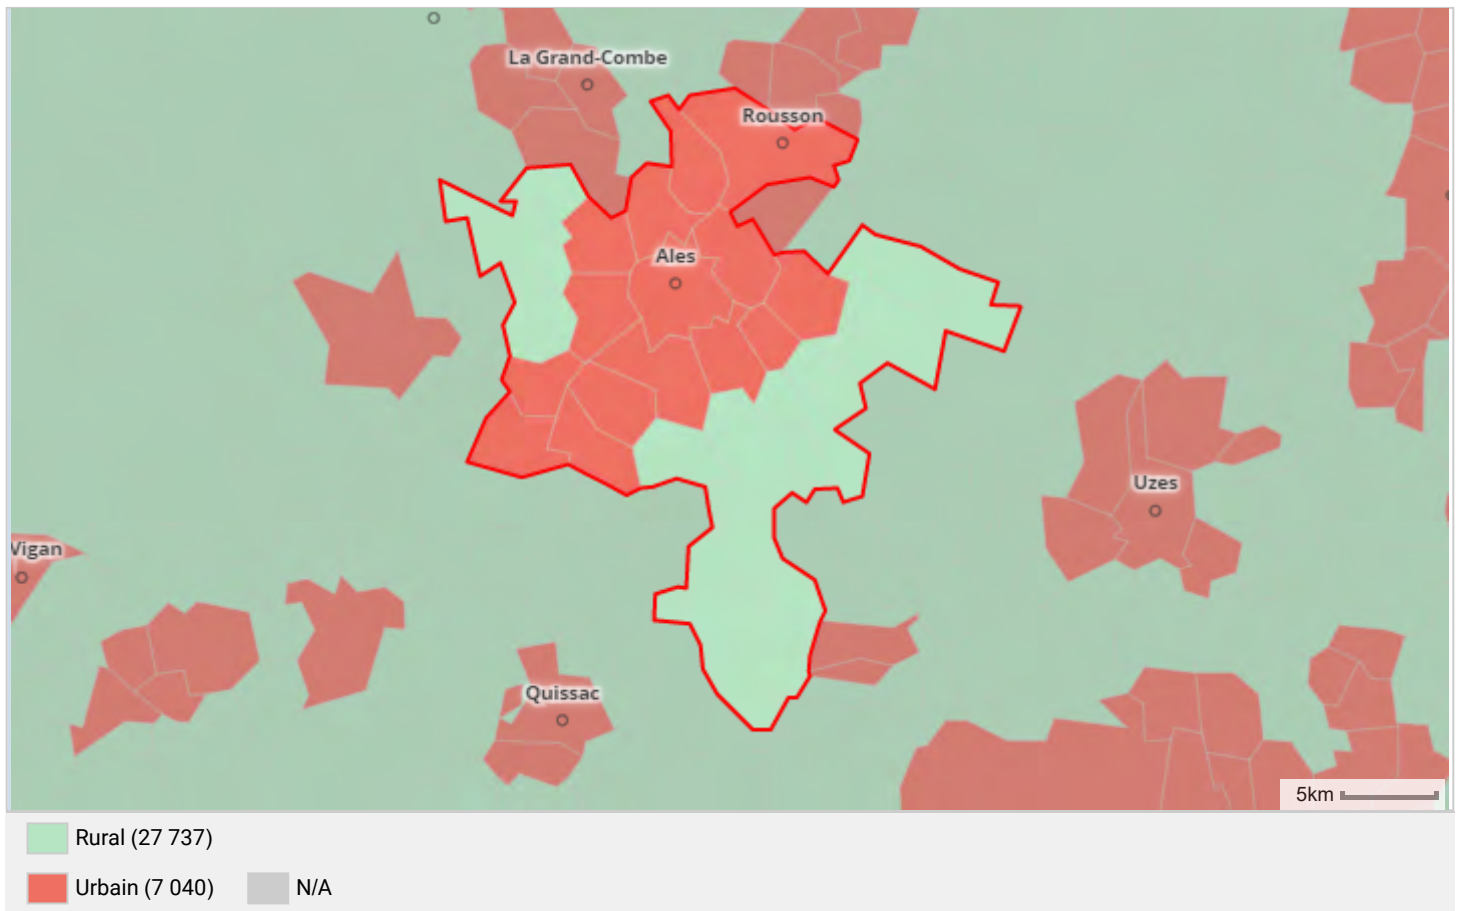 La Grand-Combe
Rousson
Ales
Uzes
Vigan
Quissac
5km
Rural (27 737)
Urbain (7 040)
N/A